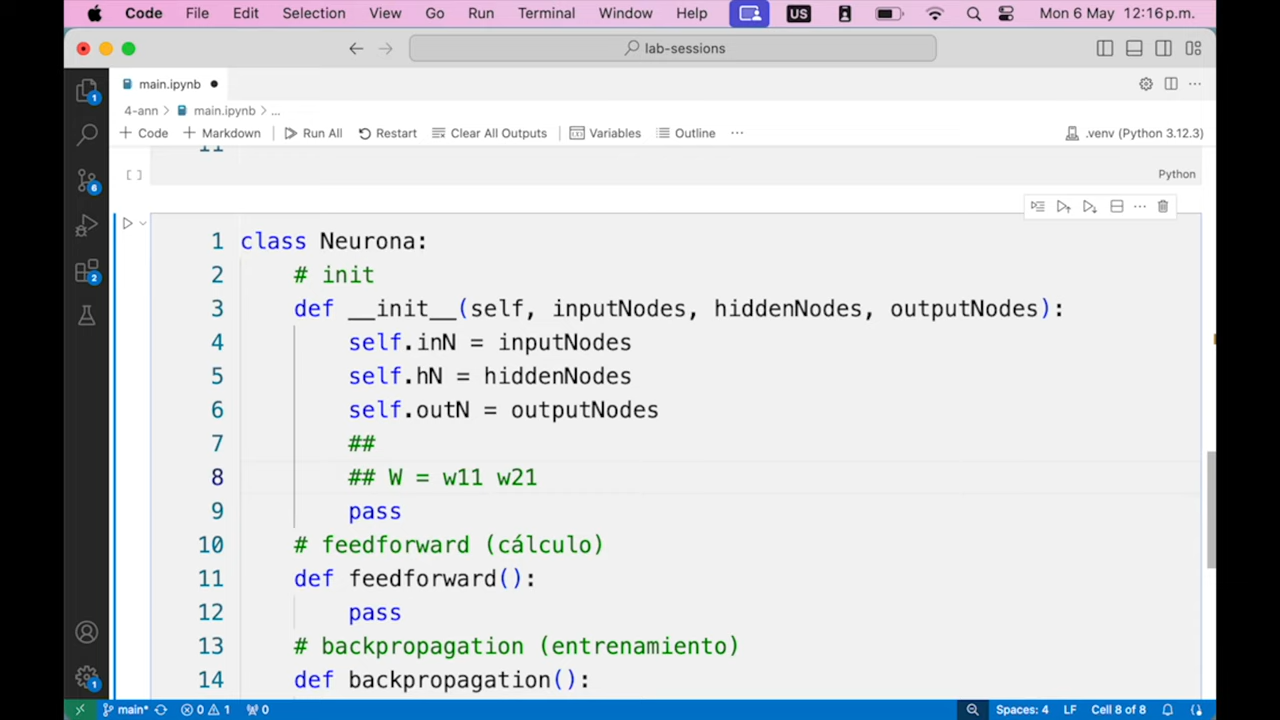 Code File Edit Selection View Go Run Terminal Window Help US Mon 6 May 12:16 p.m.
lab-sessions
main.ipynb
4-ann > main.ipynb > ...
+ Code + Markdown Run All Restart Clear All Outputs Variables Outline ... .venv (Python 3.12.3)
11
[ ] Python
1 class Neurona:
2 # init
3 def __init__(self, inputNodes, hiddenNodes, outputNodes):
4 self.inN = inputNodes
5 self.hN = hiddenNodes
6 self.outN = outputNodes
7 ##
8 ## W = w11 w21
9 pass
10 # feedforward (cálculo)
11 def feedforward():
12 pass
13 # backpropagation (entrenamiento)
14 def backpropagation():
1
6
2
1
main* 0 1 0 Spaces: 4 LF Cell 8 of 8